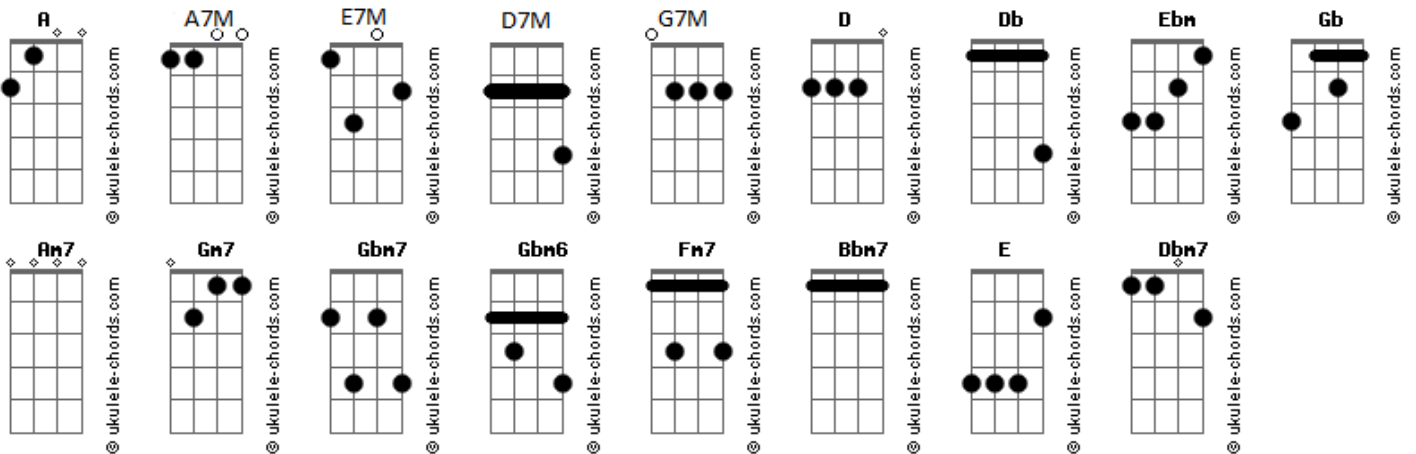 A A7M E7M D7M G7M D Db Ebm Gb
© ukulele-chords.com © ukulele-chords.com © ukulele-chords.com © ukulele-chords.com © ukulele-chords.com © ukulele-chords.com © ukulele-chords.com © ukulele-chords.com © ukulele-chords.com
Am7 Gm7 Gbm7 Gbm6 Fm7 Bbm7 E Dbm7
© ukulele-chords.com © ukulele-chords.com © ukulele-chords.com © ukulele-chords.com © ukulele-chords.com © ukulele-chords.com © ukulele-chords.com © ukulele-chords.com